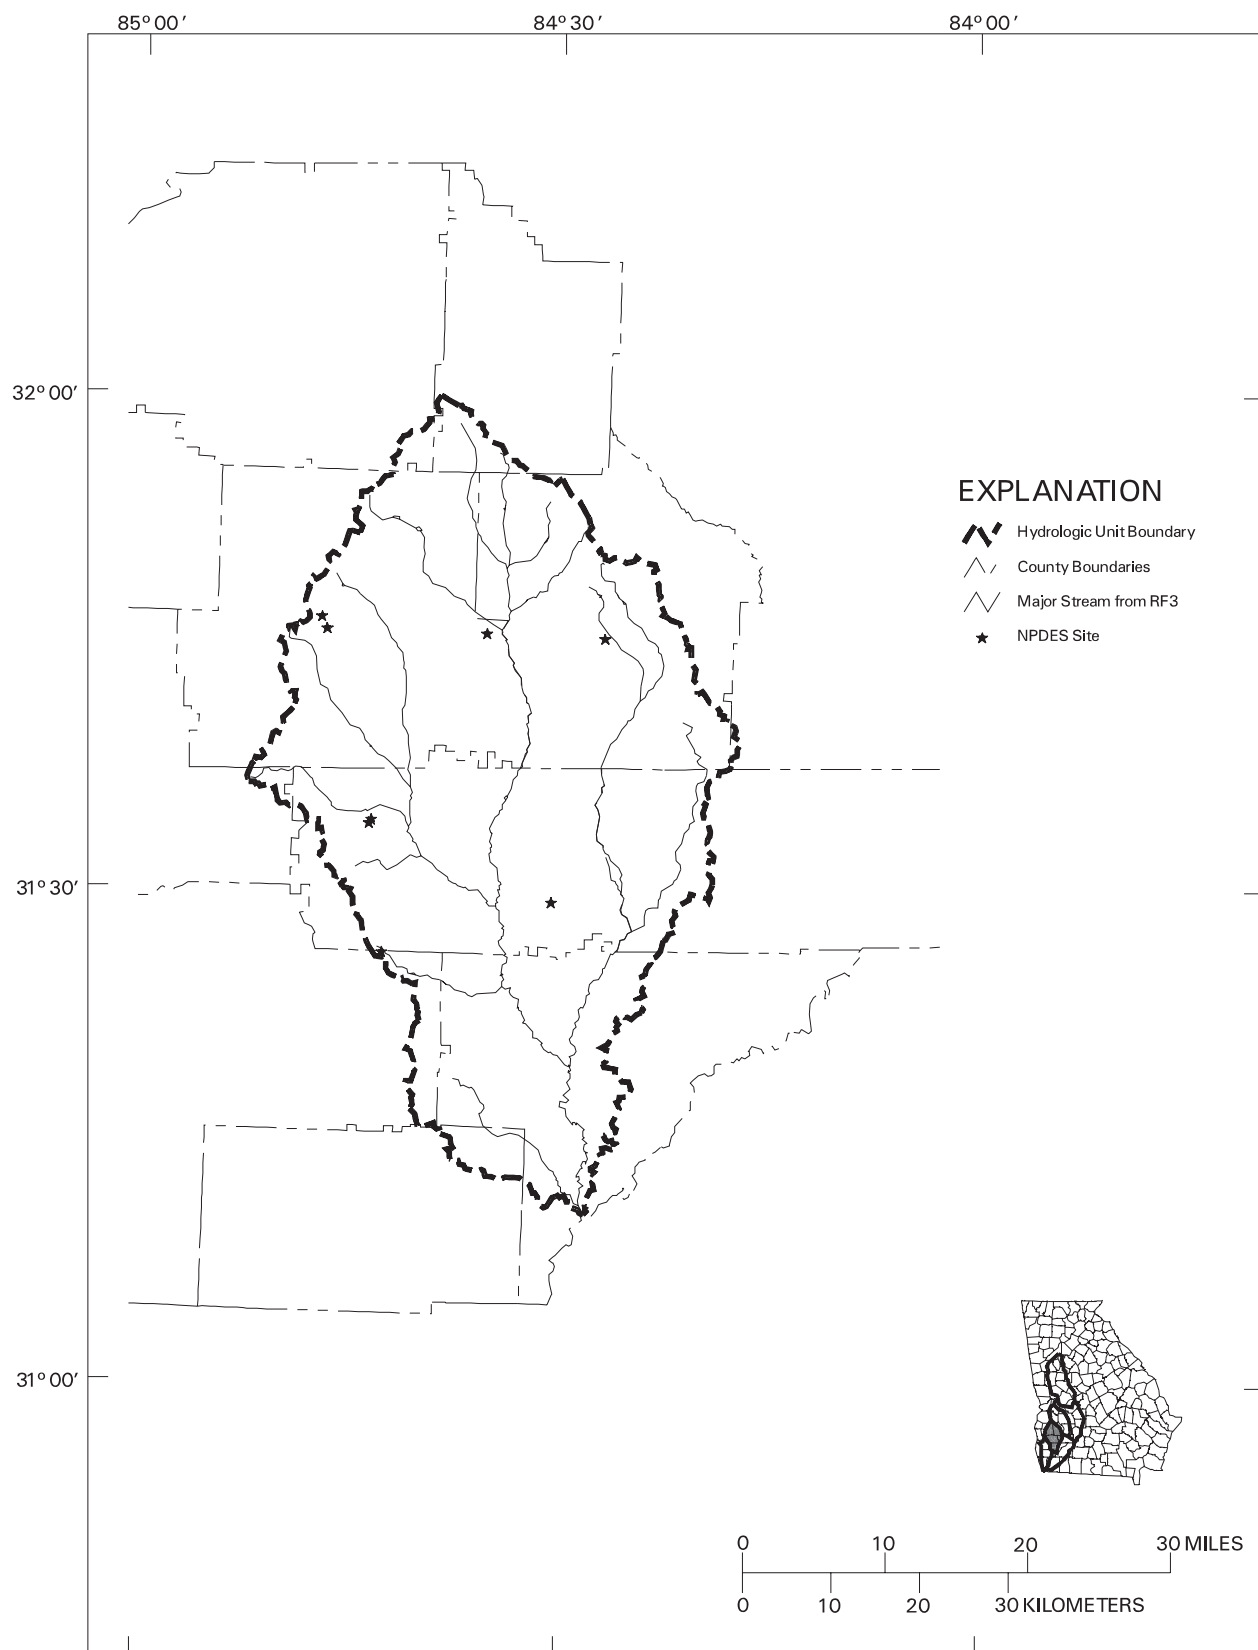 85°00′ 84°30′ 84°00′
32°00′
EXPLANATION
Hydrologic Unit Boundary
County Boundaries
Major Stream from RF3
NPDES Site
31°30′
31°00′
0 10 20 30 MILES
0 10 20 30 KILOMETERS